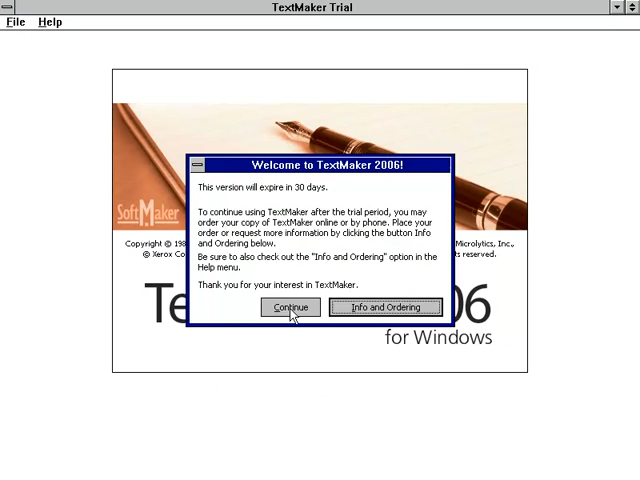 TextMaker Trial
File Help
Welcome to TextMaker 2006!
This version will expire in 30 days.
To continue using TextMaker after the trial period, you may
order your copy of TextMaker online or by phone. Place your
order or request more information by clicking the button Info
and Ordering below.
Be sure to also check out the "Info and Ordering" option in the
Help menu.
Thank you for your interest in TextMaker.
Continue Info and Ordering
SoftMaker
Copyright © 198 Microlytics, Inc.,
© Xerox Co ts reserved.
Te 06
for Windows